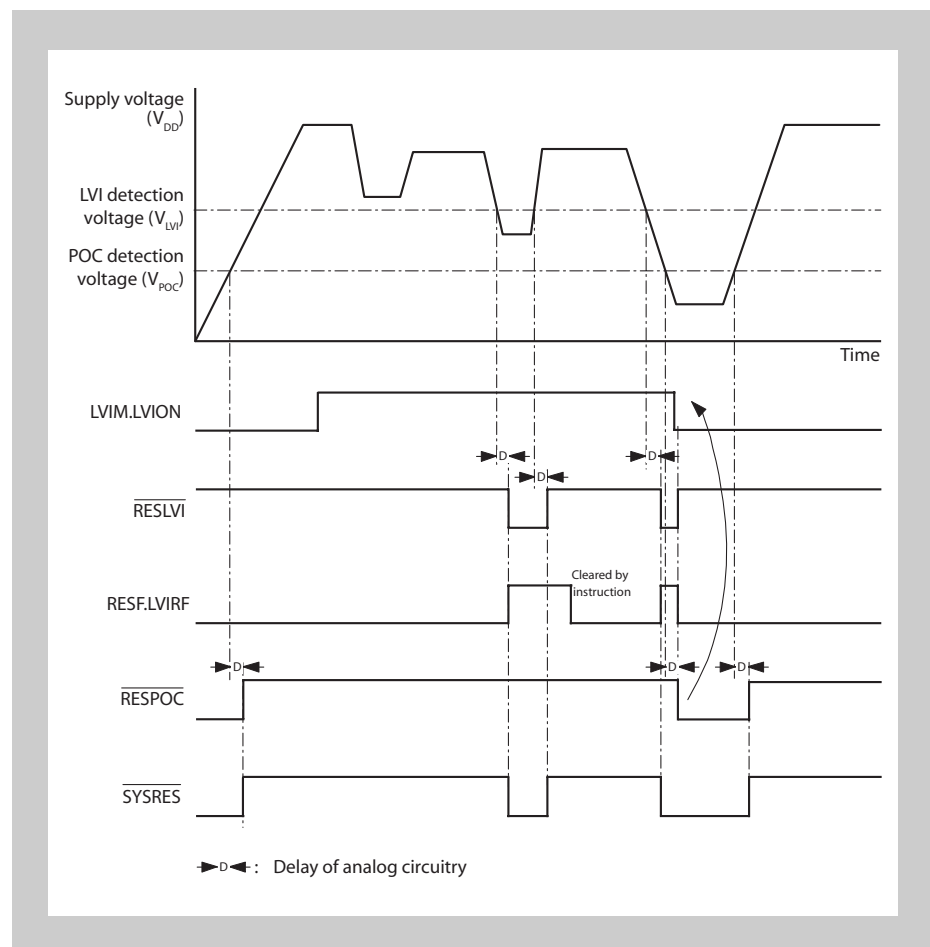 Supply voltage
(VDD)
LVI detection
voltage (VLVI)
POC detection
voltage (VPOC)
Time
LVIM.LVION
D
D
D
RESLVI
Cleared by
instruction
RESF.LVIRF
D
D
D
RESPOC
SYSRES
D : Delay of analog circuitry